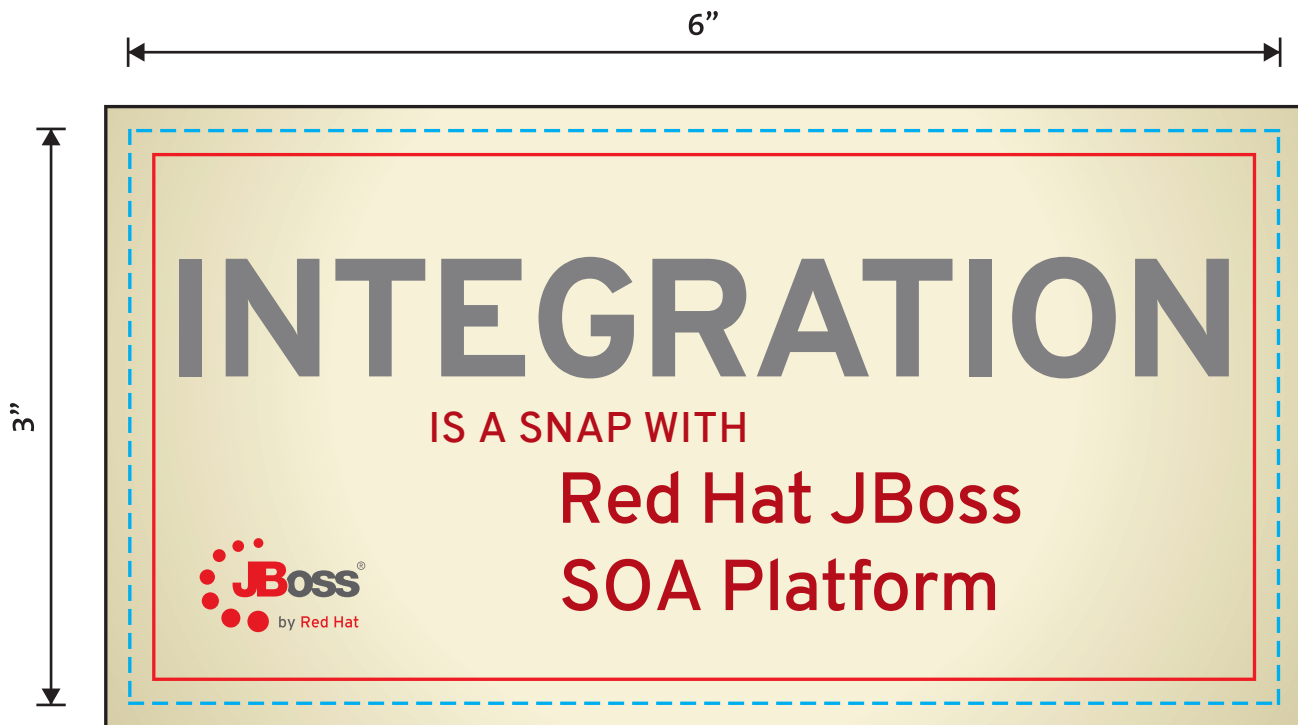 6”
3”
INTEGRATION
IS A SNAP WITH
Red Hat JBoss
SOA Platform
JBoss®
by Red Hat